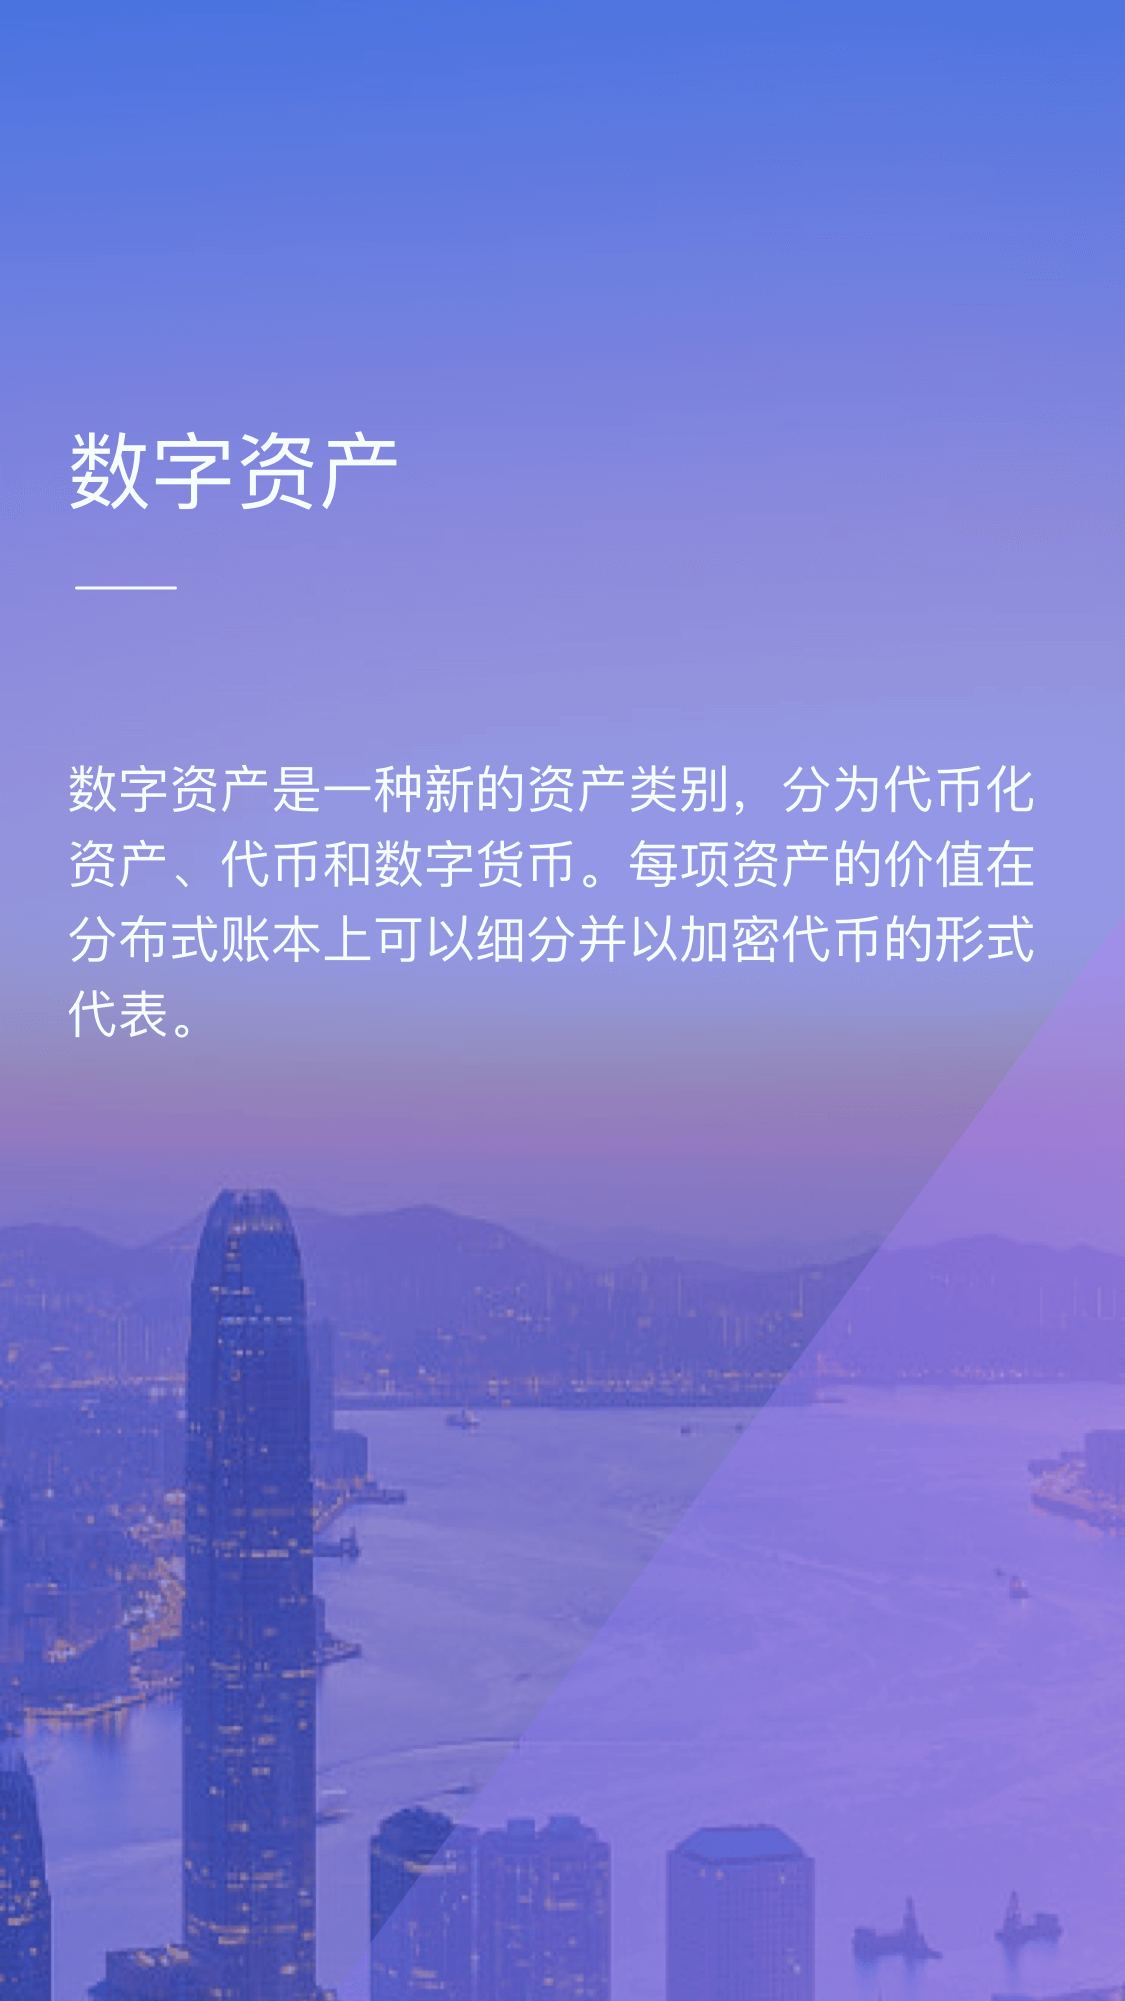 数字资产
数字资产是一种新的资产类别，分为代币化
资产、代币和数字货币。每项资产的价值在
分布式账本上可以细分并以加密代币的形式
代表。